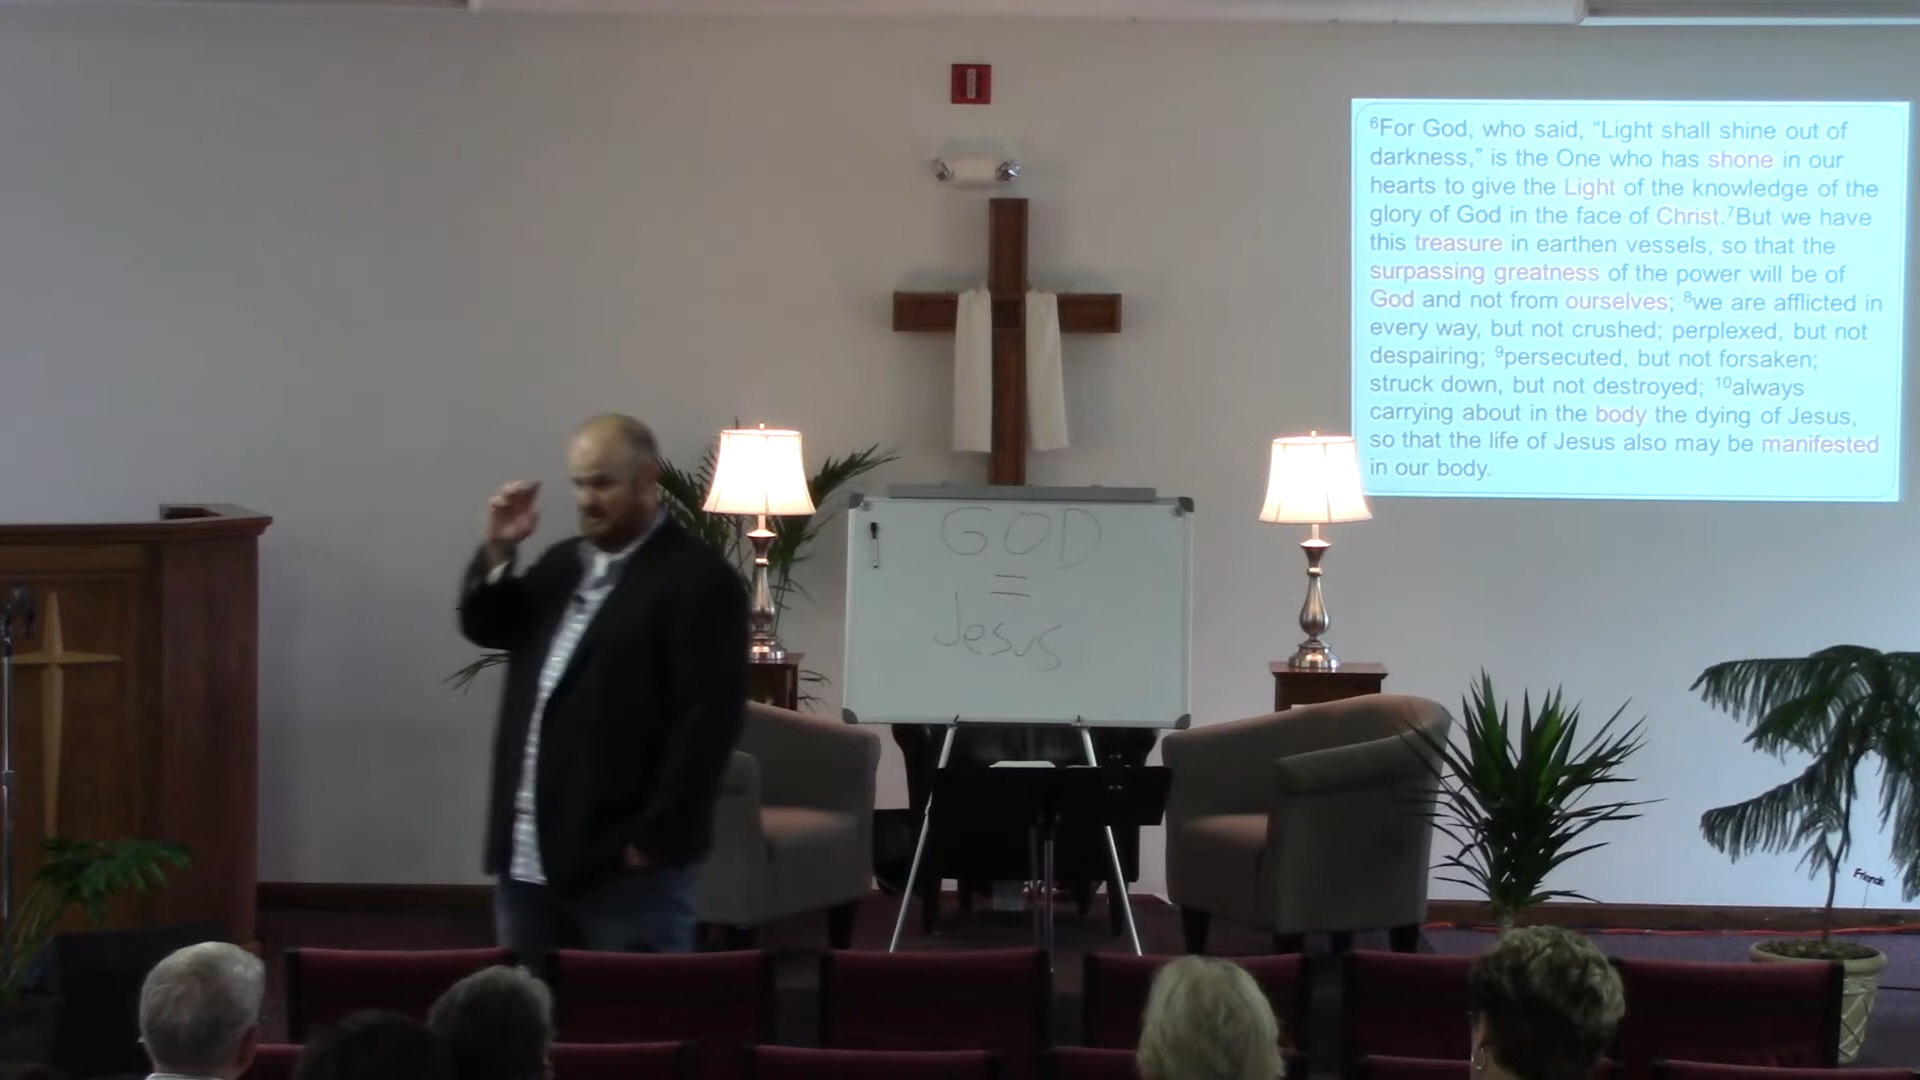 ⁶For God, who said, “Light shall shine out of
darkness,” is the One who has shone in our
hearts to give the Light of the knowledge of the
glory of God in the face of Christ.⁷But we have
this treasure in earthen vessels, so that the
surpassing greatness of the power will be of
God and not from ourselves; ⁸we are afflicted in
every way, but not crushed; perplexed, but not
despairing; ⁹persecuted, but not forsaken;
struck down, but not destroyed; ¹⁰always
carrying about in the body the dying of Jesus,
so that the life of Jesus also may be manifested
in our body.
GOD
=
Jesus
Friends